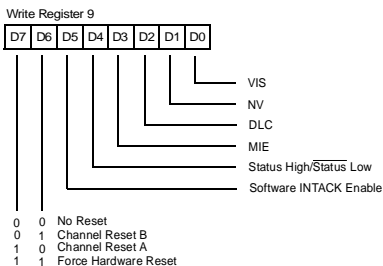 Write Register 9
D7 D6 D5 D4 D3 D2 D1 D0
VIS
NV
DLC
MIE
Status High/Status Low
Software INTACK Enable
0 0 No Reset
0 1 Channel Reset B
1 0 Channel Reset A
1 1 Force Hardware Reset